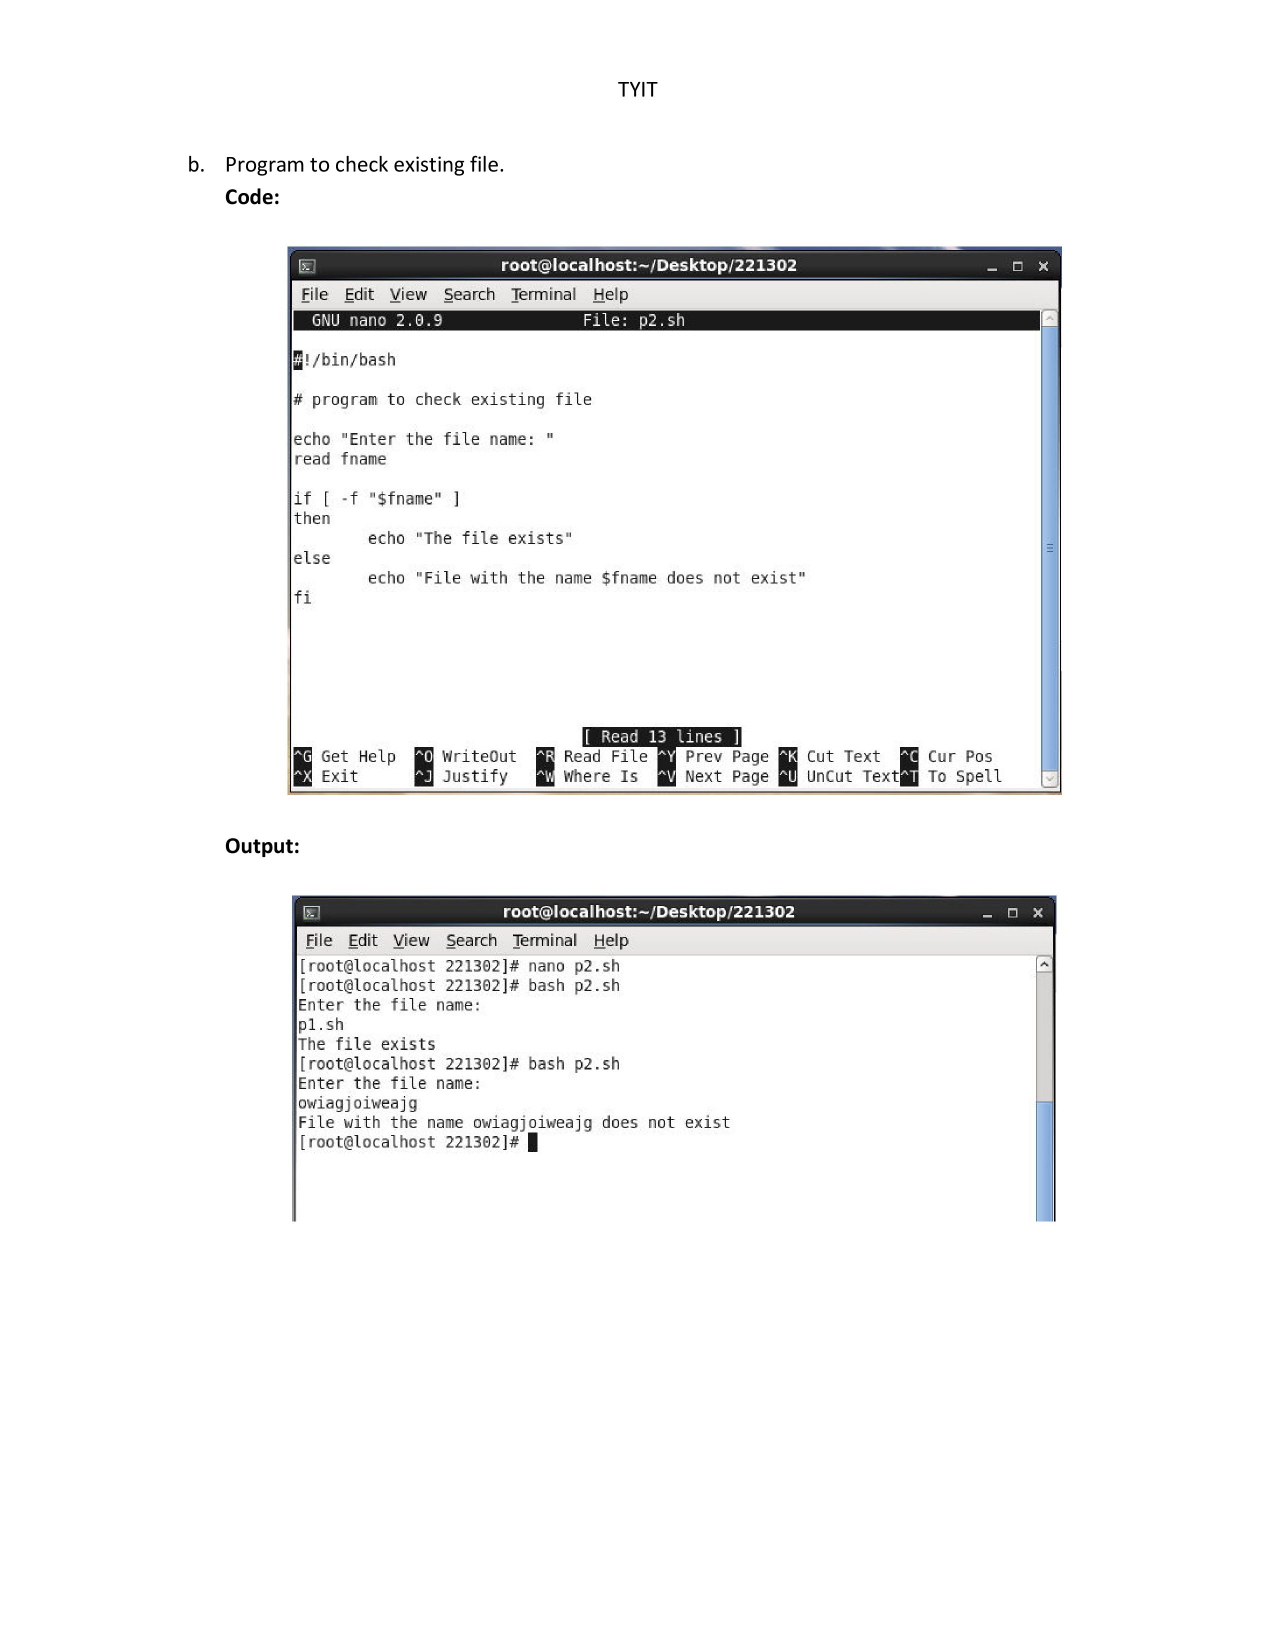 TYIT
b. Program to check existing file.
Code:
root@localhost:~/Desktop/221302
File Edit View Search Terminal Help
GNU nano 2.0.9 File: p2.sh
#!/bin/bash
# program to check existing file
echo "Enter the file name: "
read fname
if [ -f "$fname" ]
then
echo "The file exists"
else
echo "File with the name $fname does not exist"
fi
[ Read 13 lines ]
^G Get Help ^O WriteOut ^R Read File ^Y Prev Page ^K Cut Text ^C Cur Pos
^X Exit ^J Justify ^W Where Is ^V Next Page ^U UnCut Text ^T To Spell
Output:
root@localhost:~/Desktop/221302
File Edit View Search Terminal Help
[root@localhost 221302]# nano p2.sh
[root@localhost 221302]# bash p2.sh
Enter the file name:
p1.sh
The file exists
[root@localhost 221302]# bash p2.sh
Enter the file name:
owiagjoiweajg
File with the name owiagjoiweajg does not exist
[root@localhost 221302]#